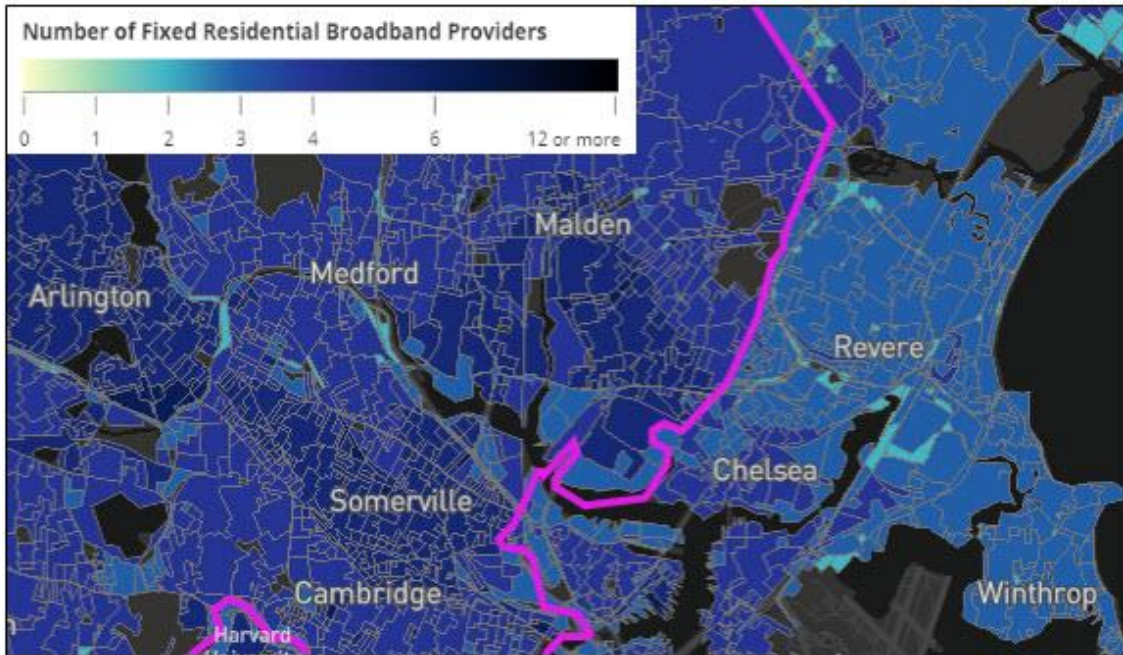 Number of Fixed Residential Broadband Providers
0 1 2 3 4 6 12 or more
Malden
Medford
Arlington
Revere
Chelsea
Somerville
Cambridge
Winthrop
Harvard